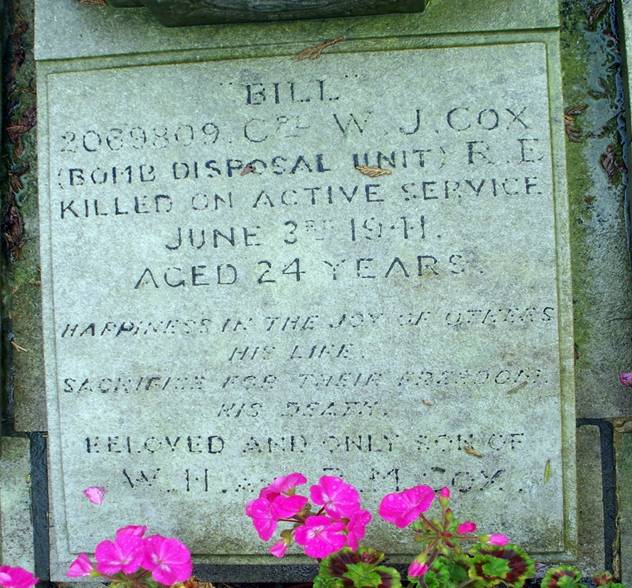 "BILL"
2069809. CPL W. J. COX
(BOMB DISPOSAL UNIT) R.E
KILLED ON ACTIVE SERVICE
JUNE 3RD 1941.
AGED 24 YEARS.
HAPPINESS IN THE JOY OF OTHERS
HIS LIFE.
SACRIFICE FOR THEIR FREEDOM,
HIS DEATH.
BELOVED AND ONLY SON OF
W. H. M. COX.